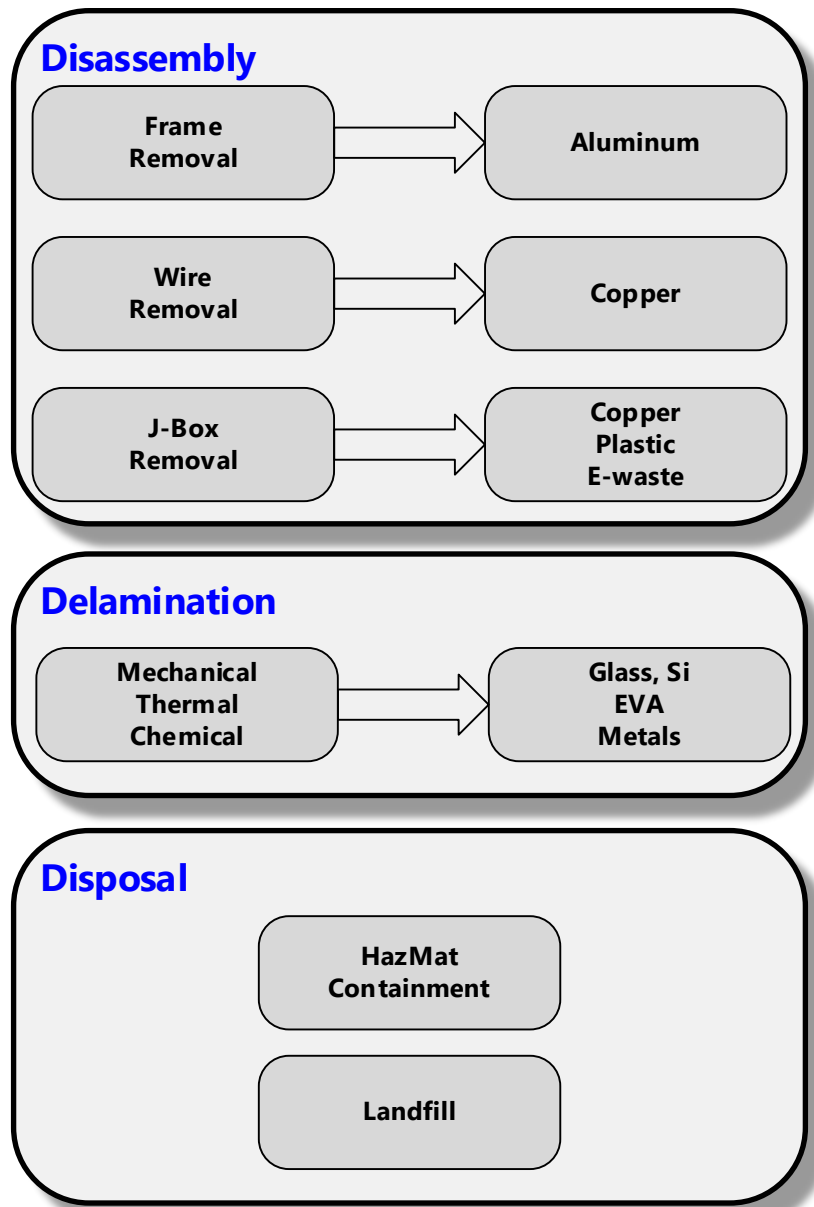 Disassembly
Frame
Removal
Aluminum
Wire
Removal
Copper
J-Box
Removal
Copper
Plastic
E-waste
Delamination
Mechanical
Thermal
Chemical
Glass, Si
EVA
Metals
Disposal
HazMat
Containment
Landfill